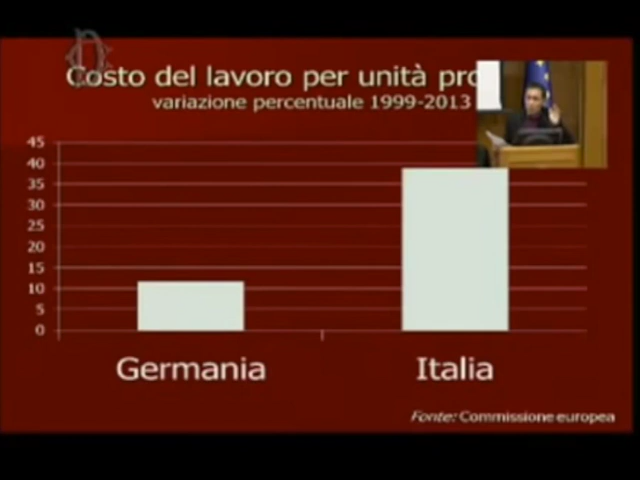 Costo del lavoro per unità pro
variazione percentuale 1999-2013
45
40
35
30
25
20
15
10
5
0
Germania
Italia
Fonte: Commissione europea